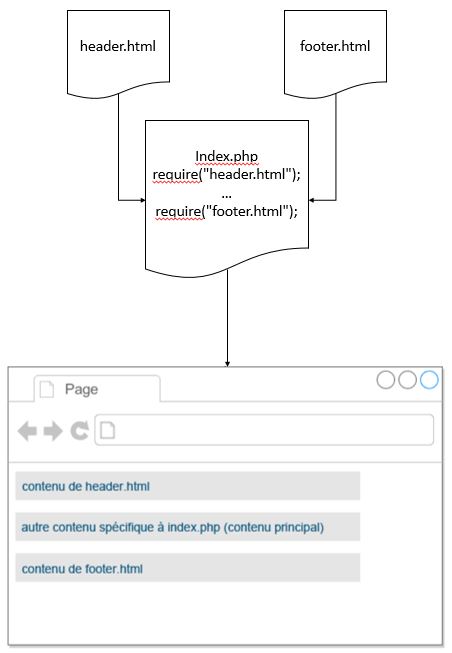 header.html
footer.html
Index.php
require("header.html");
...
require("footer.html");
Page
contenu de header.html
autre contenu spécifique à index.php (contenu principal)
contenu de footer.html